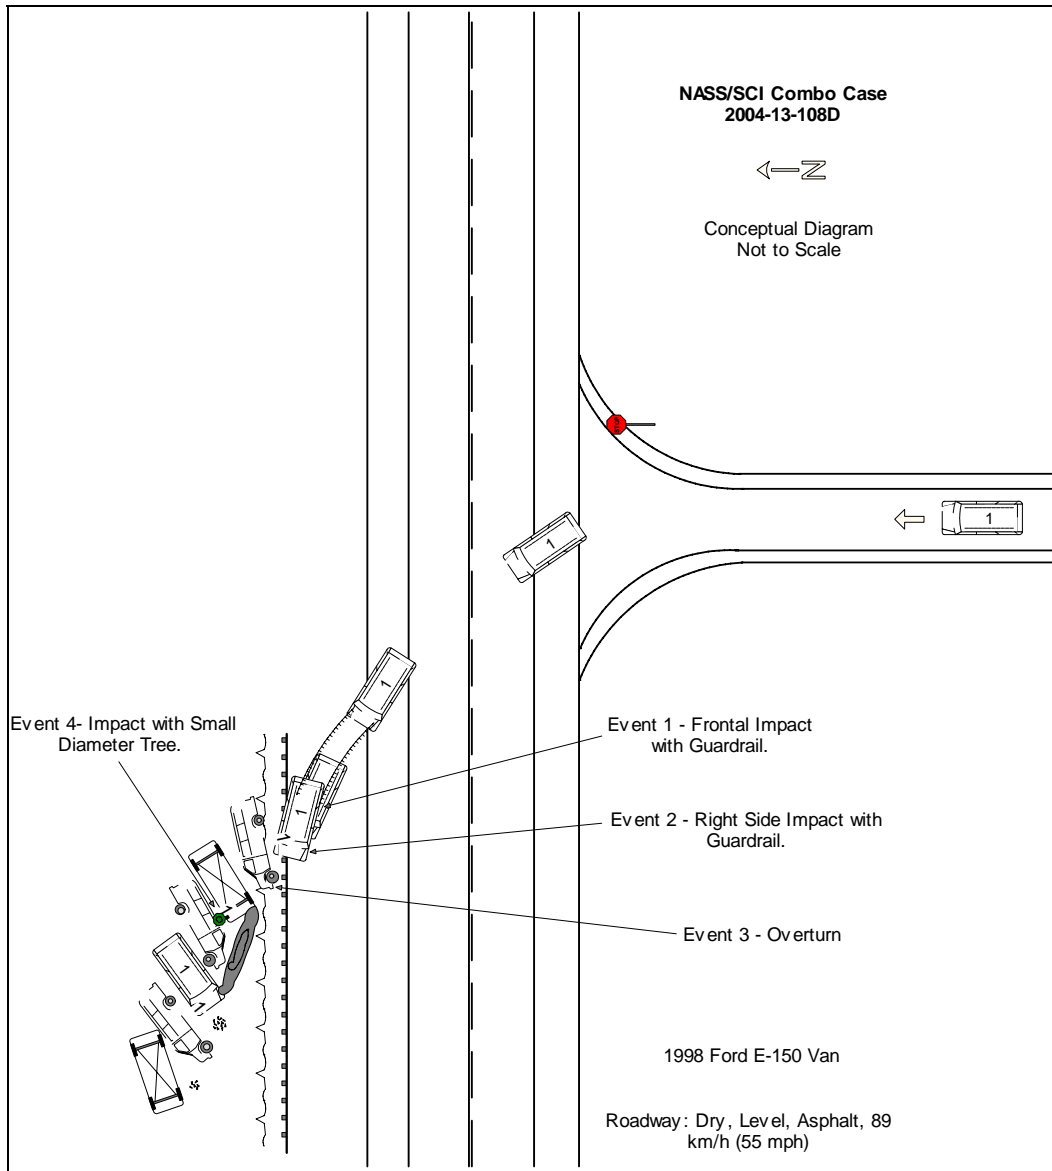 NASS/SCI Combo Case
2004-13-108D
N
Conceptual Diagram
Not to Scale
STOP
1
1
1
Event 4- Impact with Small
Diameter Tree.
Event 1 - Frontal Impact
with Guardrail.
1
Event 2 - Right Side Impact with
Guardrail.
Event 3 - Overturn
1
1
1998 Ford E-150 Van
Roadway: Dry, Level, Asphalt, 89
km/h (55 mph)